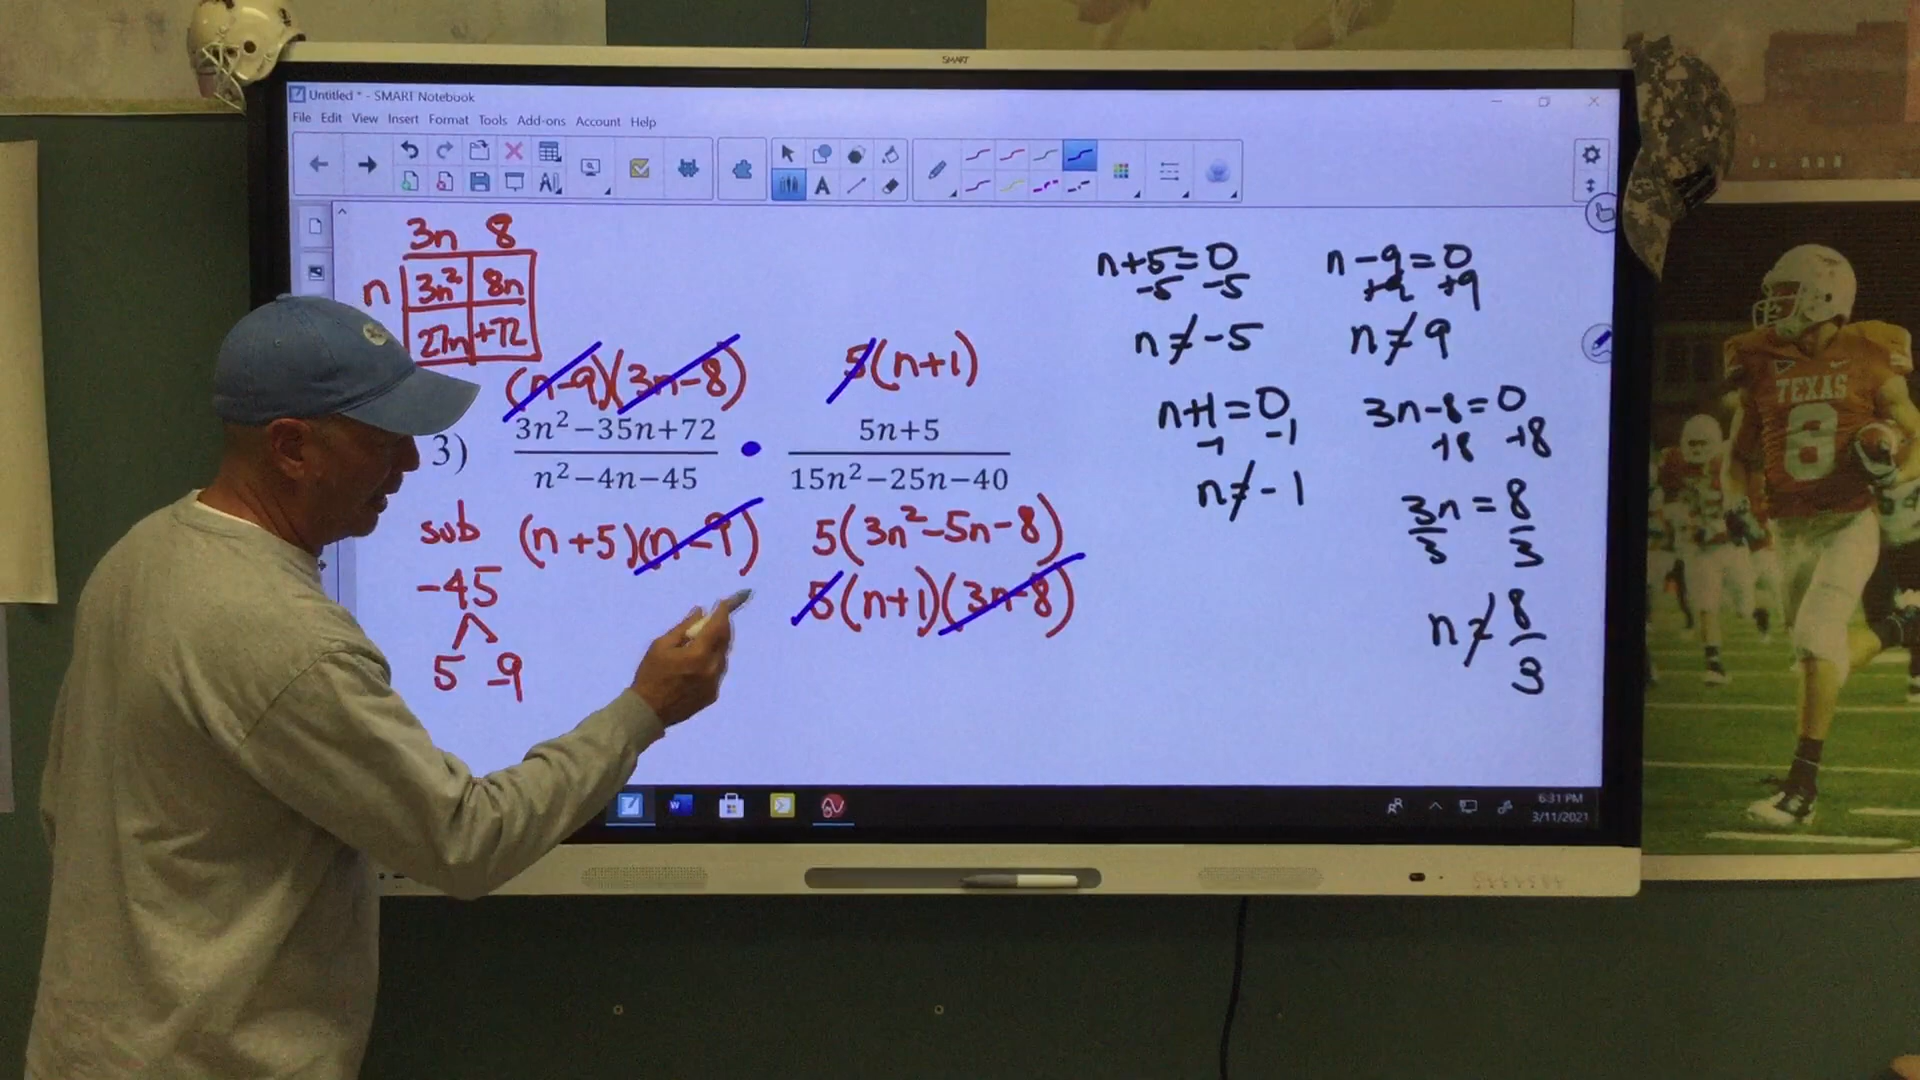 SMART
Untitled * - SMART Notebook
File Edit View Insert Format Tools Add-ons Account Help
3n 8
n 3n² 8n
27n +72
(n-9)(3n-8) 5(n+1)
3) 3n²-35n+72 5n+5
n²-4n-45 15n²-25n-40
sub (n+5)(n-9) 5(3n²-5n-8)
-45 5(n+1)(3n-8)
5 -9
n+5=0
-5 -5
n≠-5
n-9=0
+9 +9
n≠9
n+1=0
-1 -1
n≠-1
3n-8=0
+8 +8
3n=8
3 3
n≠8
3
6:31 PM
3/11/2021
TEXAS
8